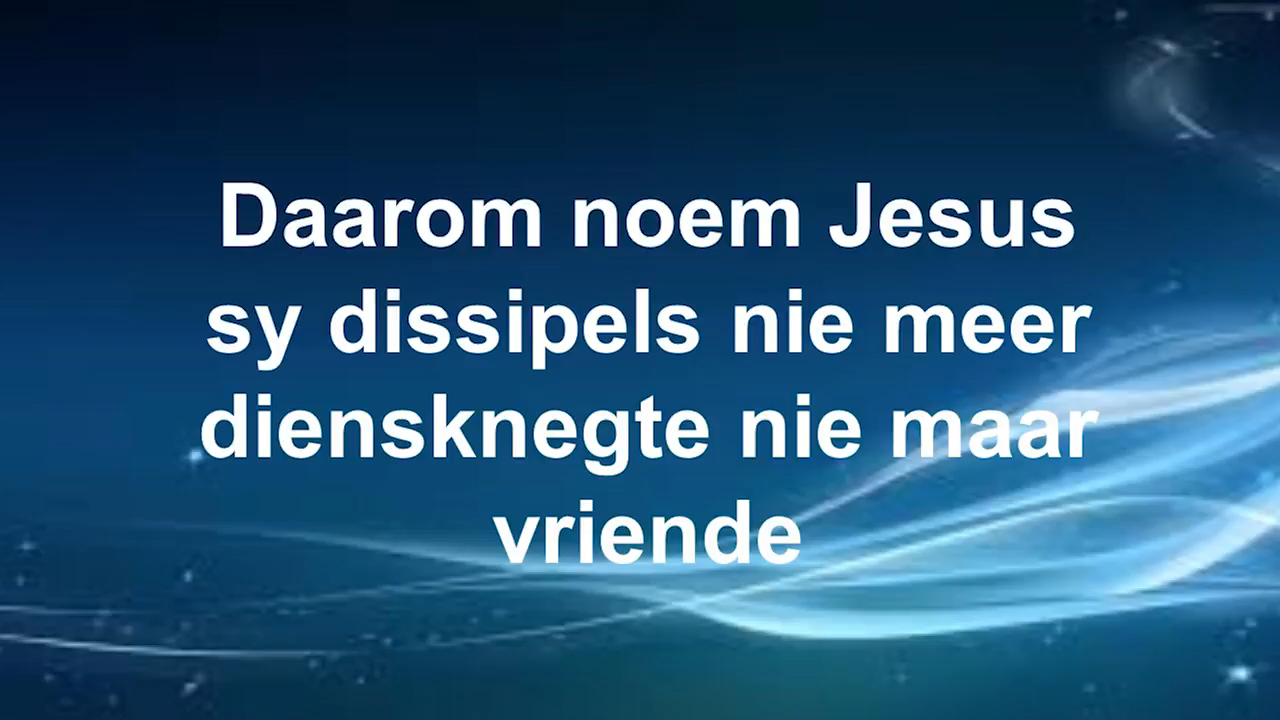 Daarom noem Jesus
sy dissipels nie meer
diensknegte nie maar
vriende